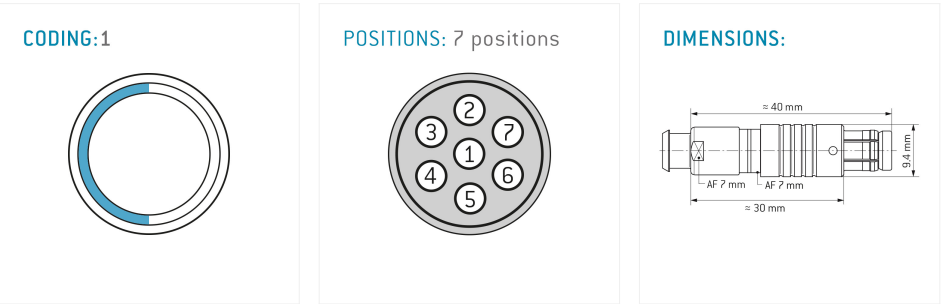 CODING:1
POSITIONS: 7 positions
2
3
7
1
4
6
5
DIMENSIONS:
≈ 40 mm
9.4 mm
AF 7 mm
AF 7 mm
≈ 30 mm